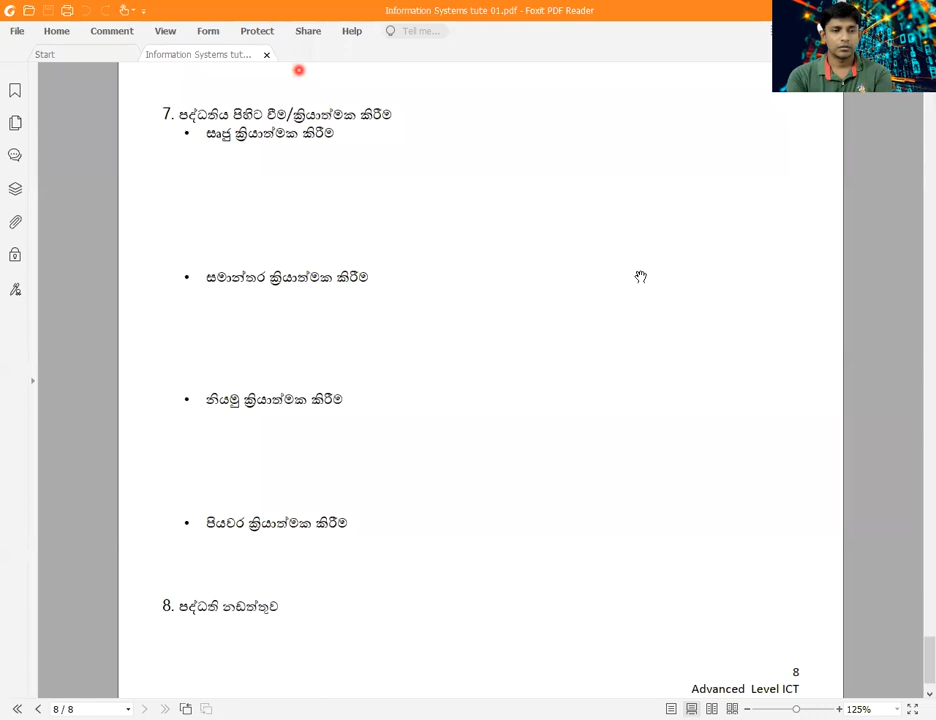 Information Systems tute 01.pdf - Foxit PDF Reader
File Home Comment View Form Protect Share Help Tell me...
Start Information Systems tut...
7. පද්ධතිය පිහිට වීම/ක්‍රියාත්මක කිරීම
• සෘජු ක්‍රියාත්මක කිරීම
• සමාන්තර ක්‍රියාත්මක කිරීම
• නියමු ක්‍රියාත්මක කිරීම
• පියවර ක්‍රියාත්මක කිරීම
8. පද්ධති නඩත්තුව
8
Advanced Level ICT
8 / 8 125%